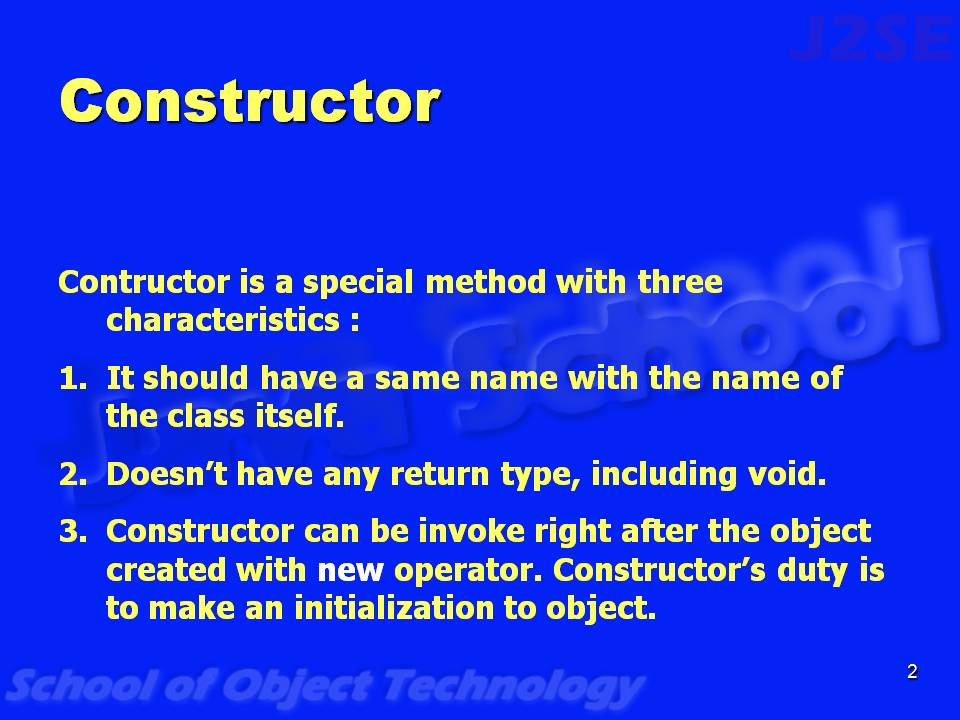 J2SE
Constructor
Java School
Contructor is a special method with three
characteristics :
1. It should have a same name with the name of
the class itself.
2. Doesn't have any return type, including void.
3. Constructor can be invoke right after the object
created with new operator. Constructor's duty is
to make an initialization to object.
School of Object Technology
2